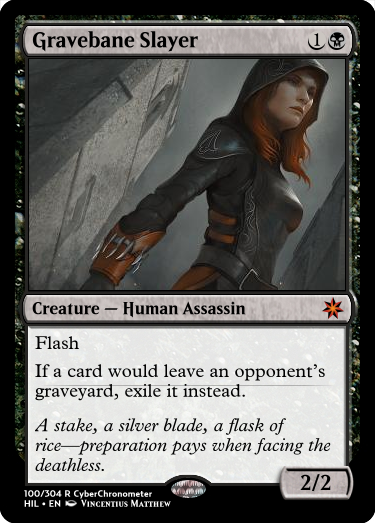 Gravebane Slayer 1
Creature — Human Assassin
Flash
If a card would leave an opponent's
graveyard, exile it instead.
A stake, a silver blade, a flask of
rice—preparation pays when facing the
deathless.
2/2
100/304 R CyberChronometer
HIL • EN Vincentius Matthew